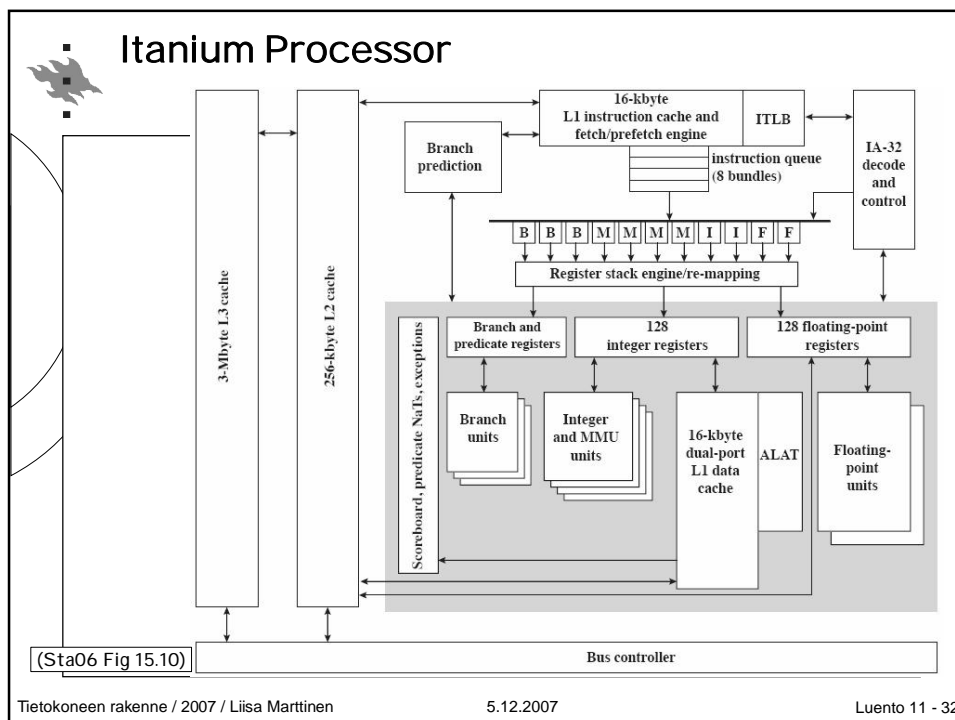 Itanium Processor
16-kbyte
L1 instruction cache and
fetch/prefetch engine
ITLB
IA-32
decode
and
control
Branch
prediction
instruction queue
(8 bundles)
B B B M M M M I I F F
Register stack engine/re-mapping
3-Mbyte L3 cache
256-kbyte L2 cache
Scoreboard, predicate NaTs, exceptions
Branch and
predicate registers
128
integer registers
128 floating-point
registers
Branch
units
Integer
and MMU
units
16-kbyte
dual-port
L1 data
cache
ALAT
Floating-
point
units
Bus controller
(Sta06 Fig 15.10)
Tietokoneen rakenne / 2007 / Liisa Marttinen
5.12.2007
Luento 11 - 32